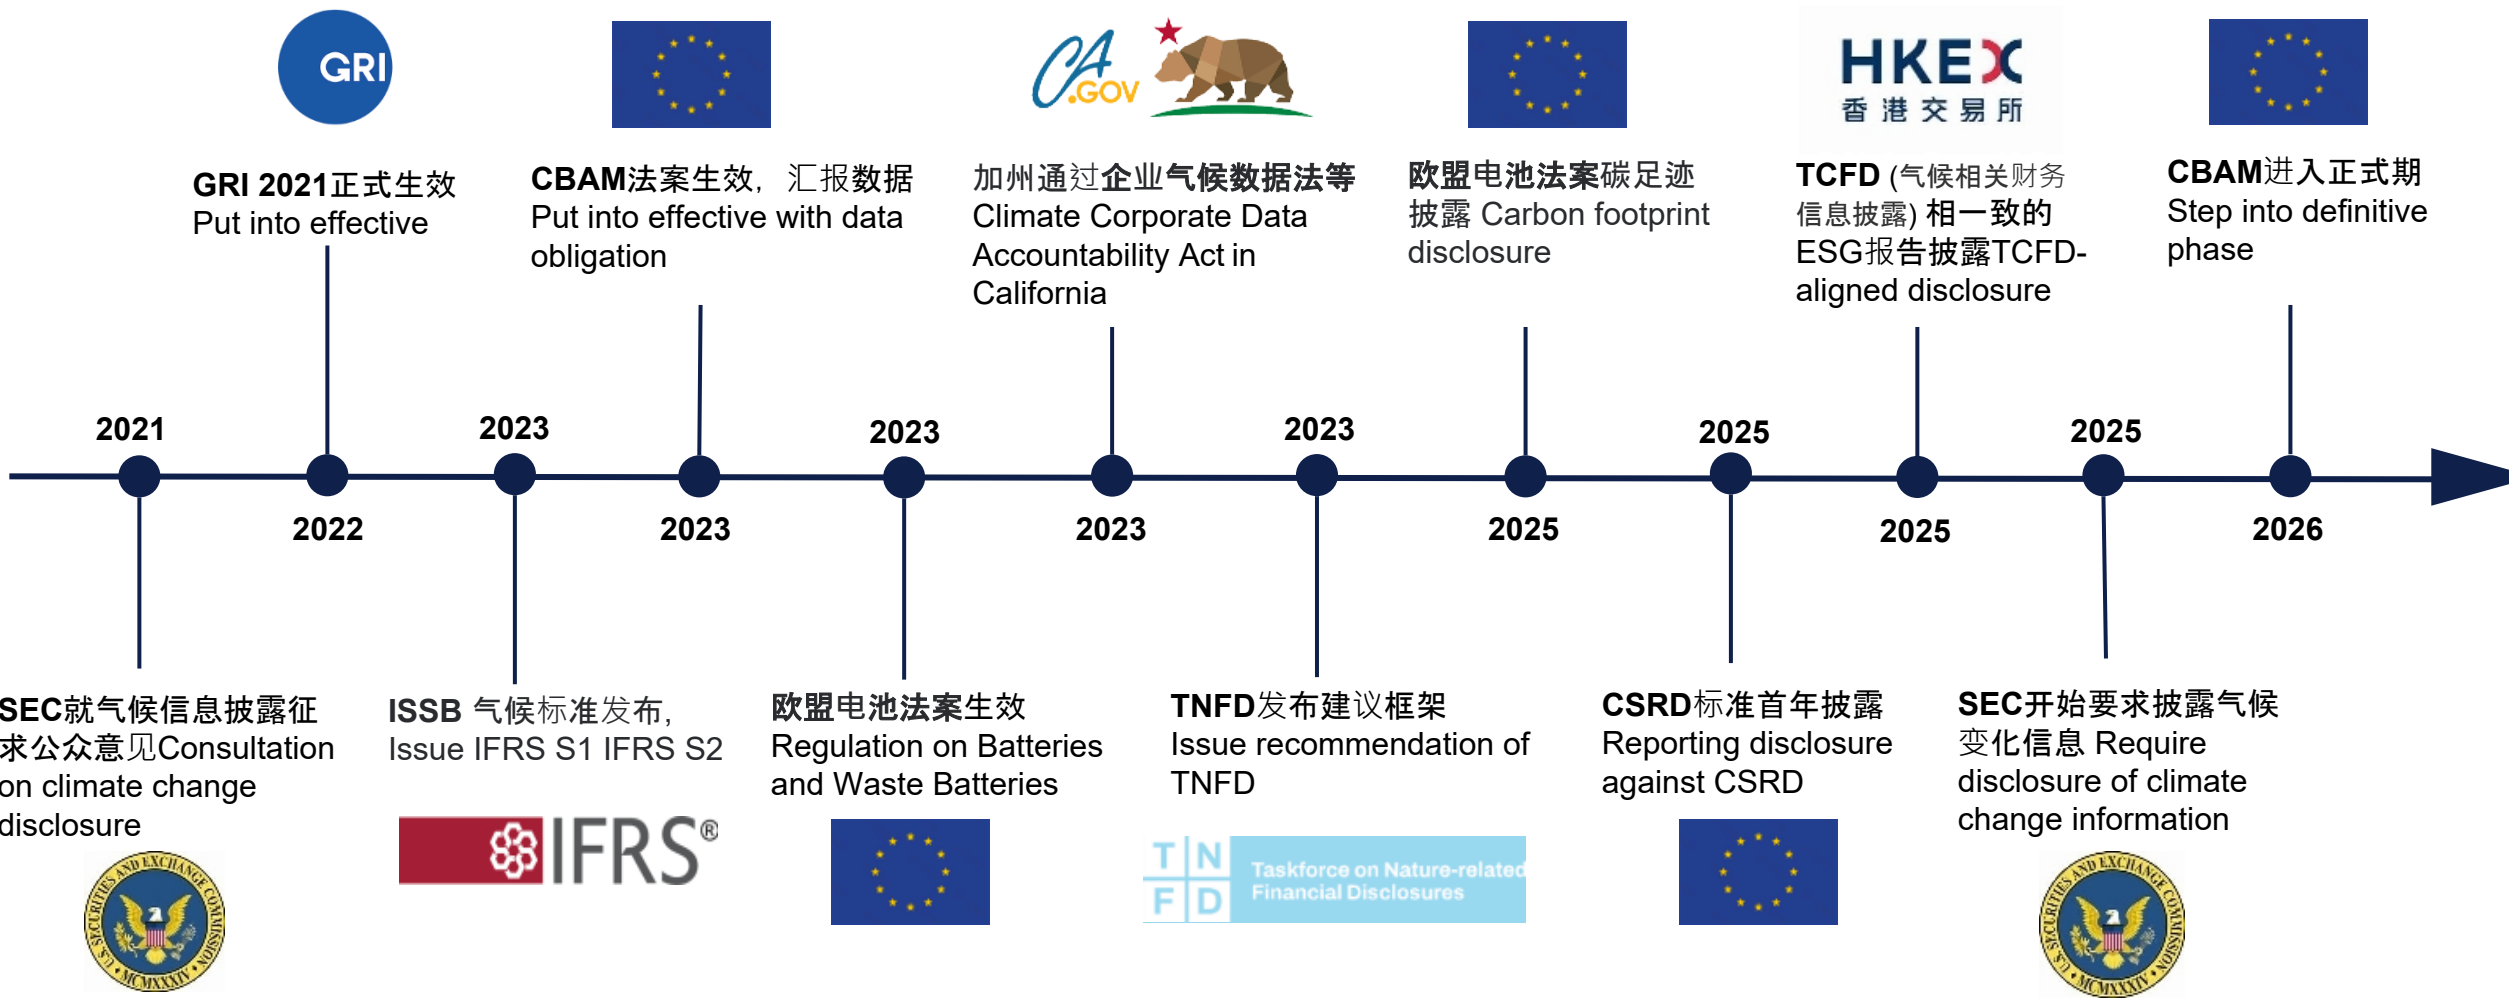 GRI
CA
.GOV
HKEX
香港交易所
GRI 2021正式生效
Put into effective
CBAM法案生效，汇报数据
Put into effective with data
obligation
加州通过企业气候数据法等
Climate Corporate Data
Accountability Act in
California
欧盟电池法案碳足迹
披露 Carbon footprint
disclosure
TCFD (气候相关财务
信息披露) 相一致的
ESG报告披露TCFD-
aligned disclosure
CBAM进入正式期
Step into definitive
phase
2021
2023
2023
2023
2025
2025
2022
2023
2023
2025
2025
2026
SEC就气候信息披露征
求公众意见Consultation
on climate change
disclosure
U.S. SECURITIES AND EXCHANGE COMMISSION
MCMXXXIV
ISSB 气候标准发布,
Issue IFRS S1 IFRS S2
IFRS®
欧盟电池法案生效
Regulation on Batteries
and Waste Batteries
TNFD发布建议框架
Issue recommendation of
TNFD
TN
FD
Taskforce on Nature-related
Financial Disclosures
CSRD标准首年披露
Reporting disclosure
against CSRD
SEC开始要求披露气候
变化信息 Require
disclosure of climate
change information
U.S. SECURITIES AND EXCHANGE COMMISSION
MCMXXXIV